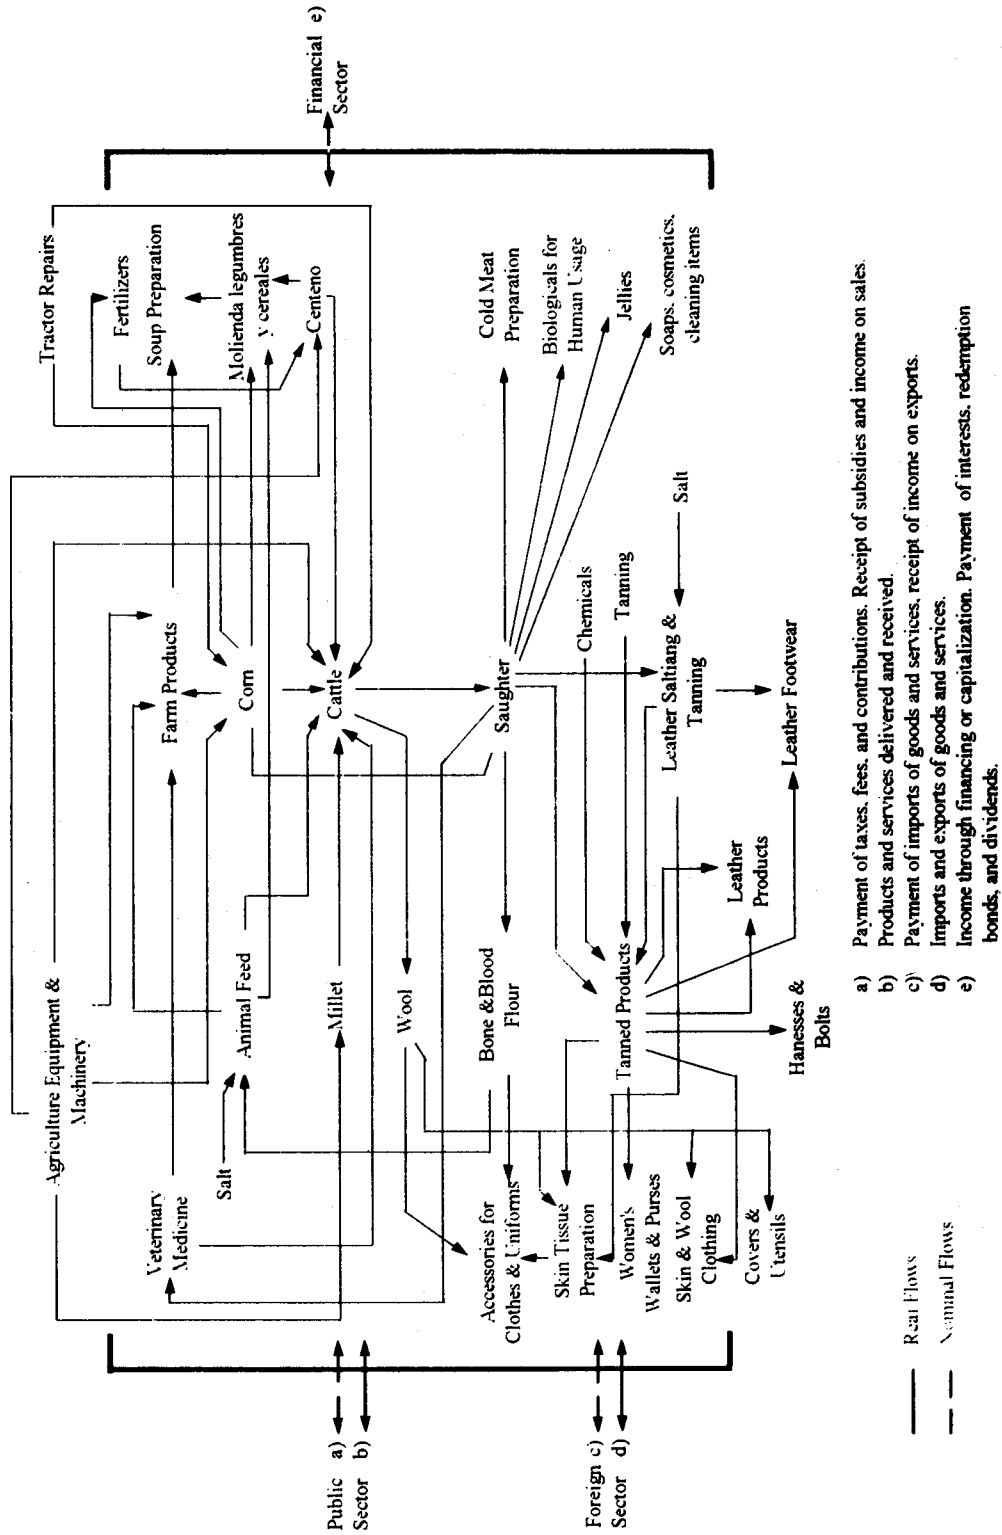 Tractor Repairs
Fertilizers
Soup Preparation
Molienda legumbres
y cereales
Centeno
Financial e)
Sector
Agriculture Equipment &
Machinery
Farm Products
Corn
Cattle
Veterinary
Medicine
Salt
Animal Feed
Millet
Wool
Saughter
Cold Meat
Preparation
Biologicals for
Human Usage
Jellies
Soaps. cosmetics.
cleaning items
Bone &Blood
Flour
Chemicals
Tanning
Salt
Leather Saltiang &
Tanning
Accessories for
Clothes & Uniforms
Skin Tissue
Preparation
Women's
Wallets & Purses
Skin & Wool
Clothing
Covers &
Utensils
Tanned Products
Leather
Products
Leather Footwear
Hanesses &
Bolts
Public a)
Sector b)
Foreign c)
Sector d)
Real Flows
Nominal Flows
a) Payment of taxes. fees. and contributions. Receipt of subsidies and income on sales.
b) Products and services delivered and received.
c) Payment of imports of goods and services. receipt of income on exports.
d) Imports and exports of goods and services.
e) Income through financing or capitalization. Payment of interests. redemption
bonds, and dividends.